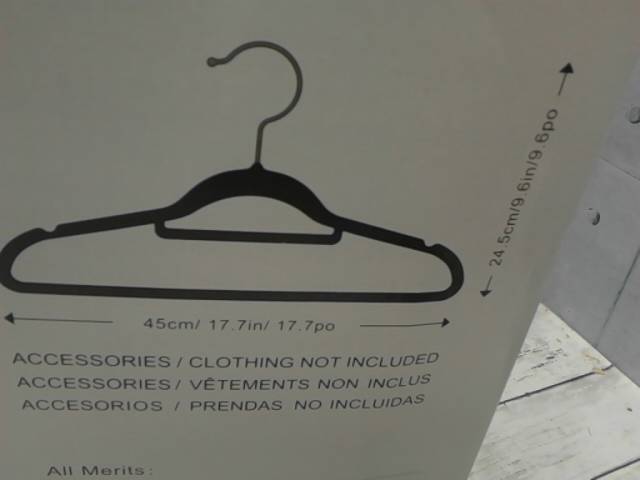 24.5cm/9.6in/9.6po
45cm/ 17.7in/ 17.7po
ACCESSORIES / CLOTHING NOT INCLUDED
ACCESSORIES / VÊTEMENTS NON INCLUS
ACCESORIOS / PRENDAS NO INCLUIDAS
All Merits: